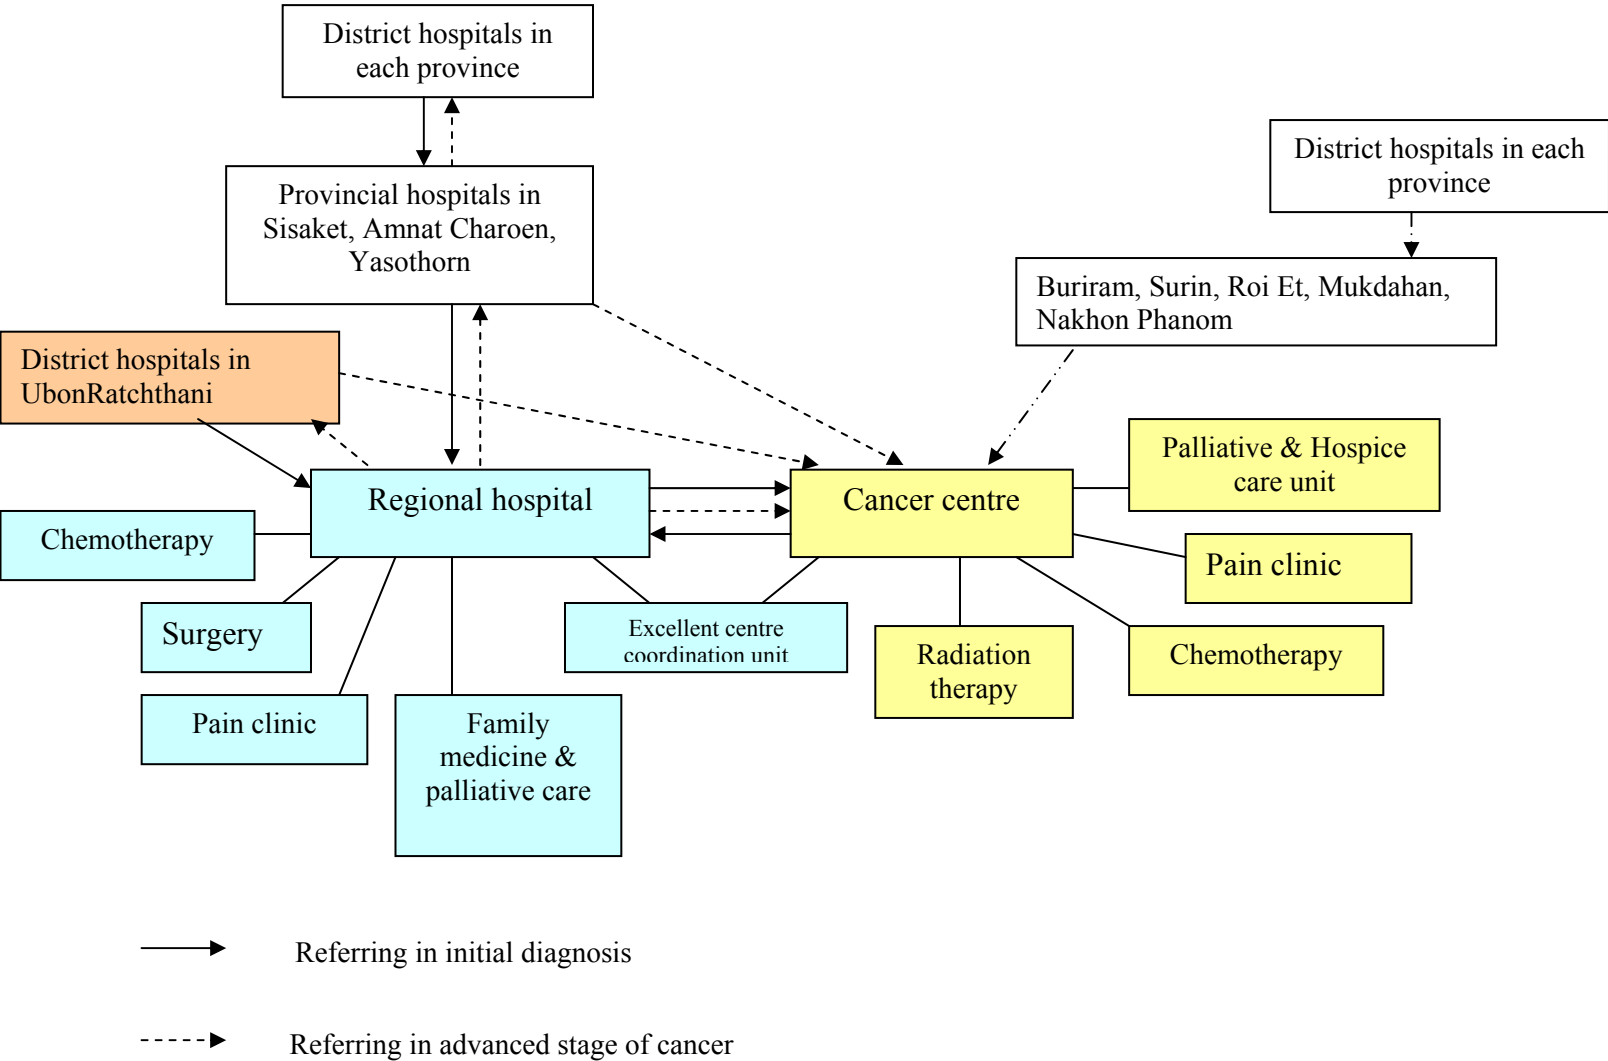 District hospitals in
each province
District hospitals in each
province
Provincial hospitals in
Sisaket, Amnat Charoen,
Yasothorn
Buriram, Surin, Roi Et, Mukdahan,
Nakhon Phanom
District hospitals in
UbonRatchthani
Regional hospital
Cancer centre
Palliative & Hospice
care unit
Chemotherapy
Pain clinic
Surgery
Excellent centre
coordination unit
Radiation
therapy
Chemotherapy
Pain clinic
Family
medicine &
palliative care
Referring in initial diagnosis
Referring in advanced stage of cancer